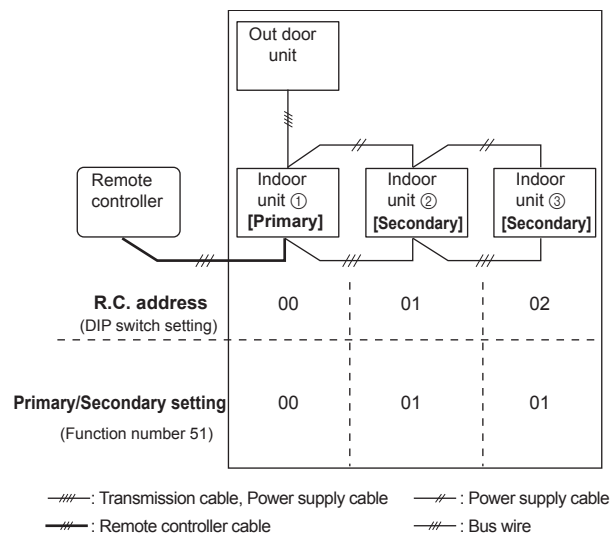 Out door
unit
Remote
controller
Indoor
unit ①
[Primary]
Indoor
unit ②
[Secondary]
Indoor
unit ③
[Secondary]
R.C. address
(DIP switch setting)
00 01 02
Primary/Secondary setting
(Function number 51)
00 01 01
: Transmission cable, Power supply cable : Power supply cable
: Remote controller cable : Bus wire